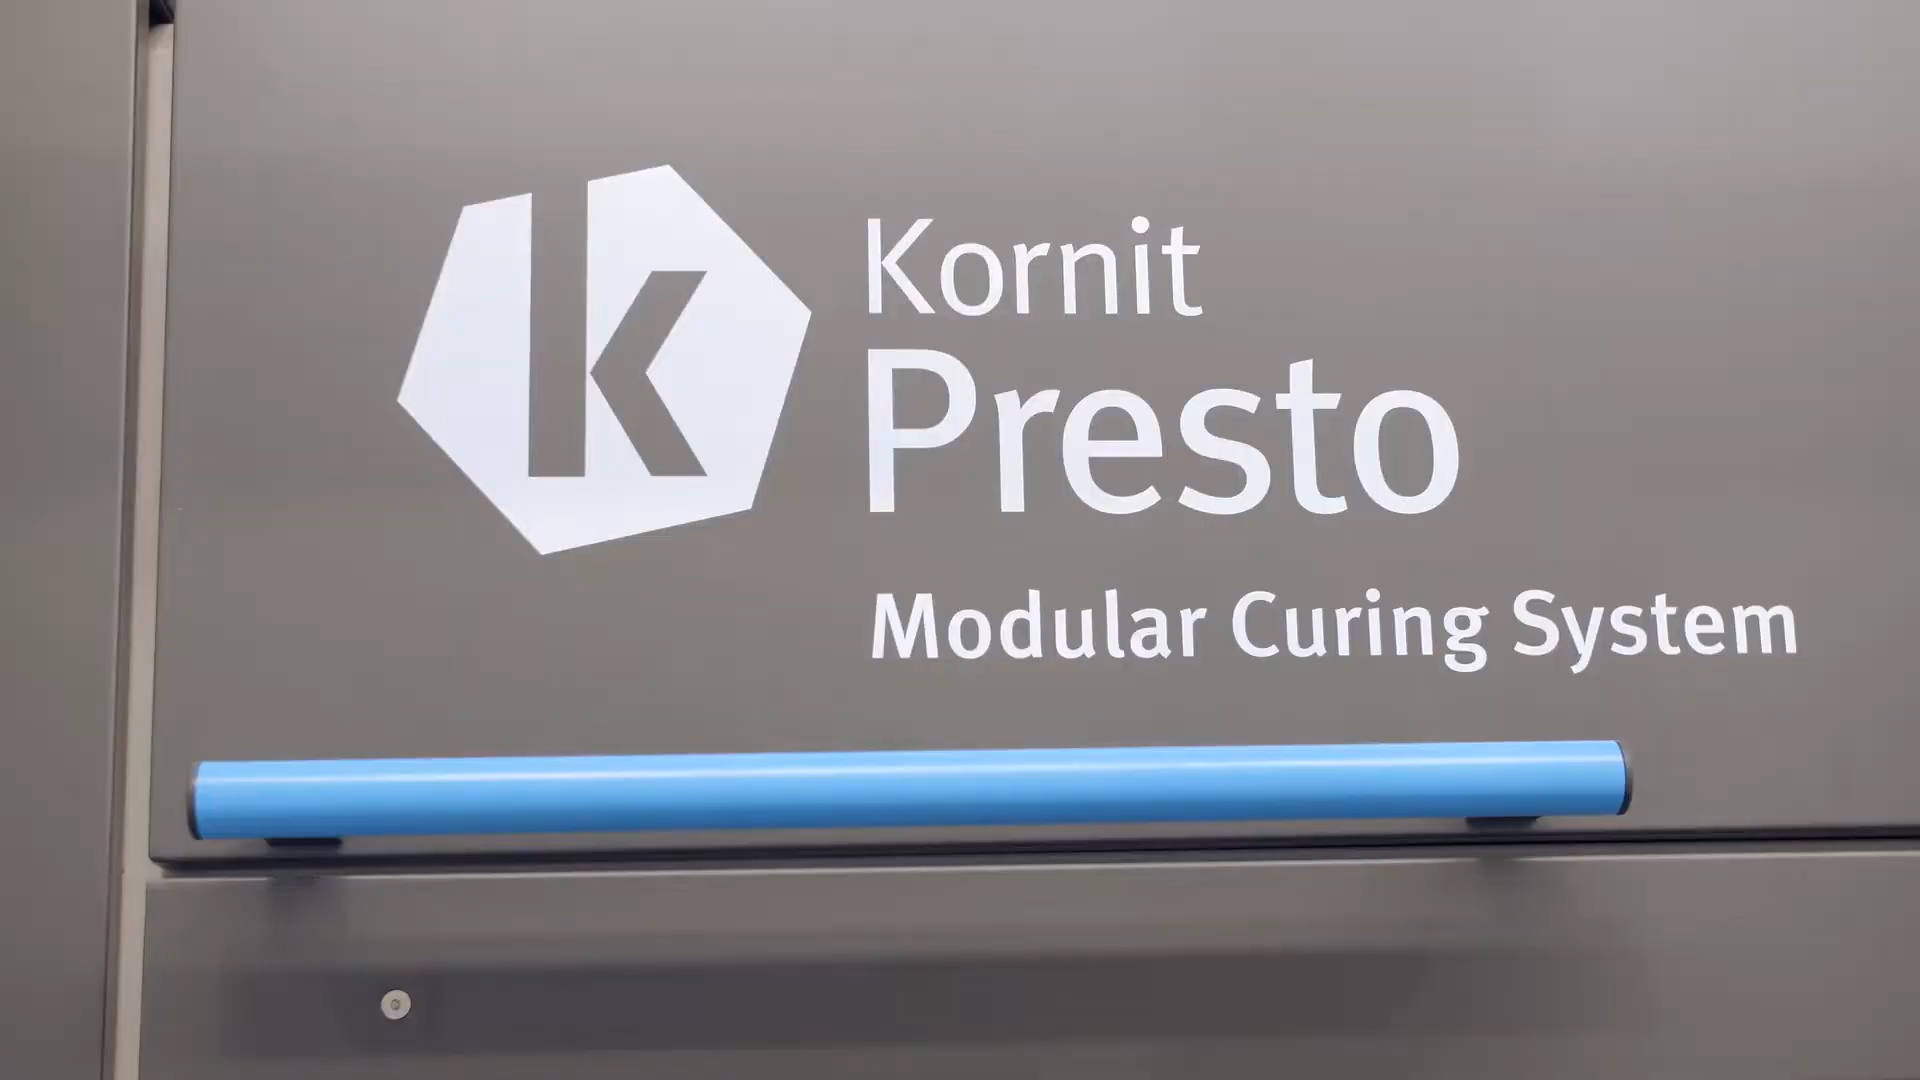 k
Kornit
Presto
Modular Curing System